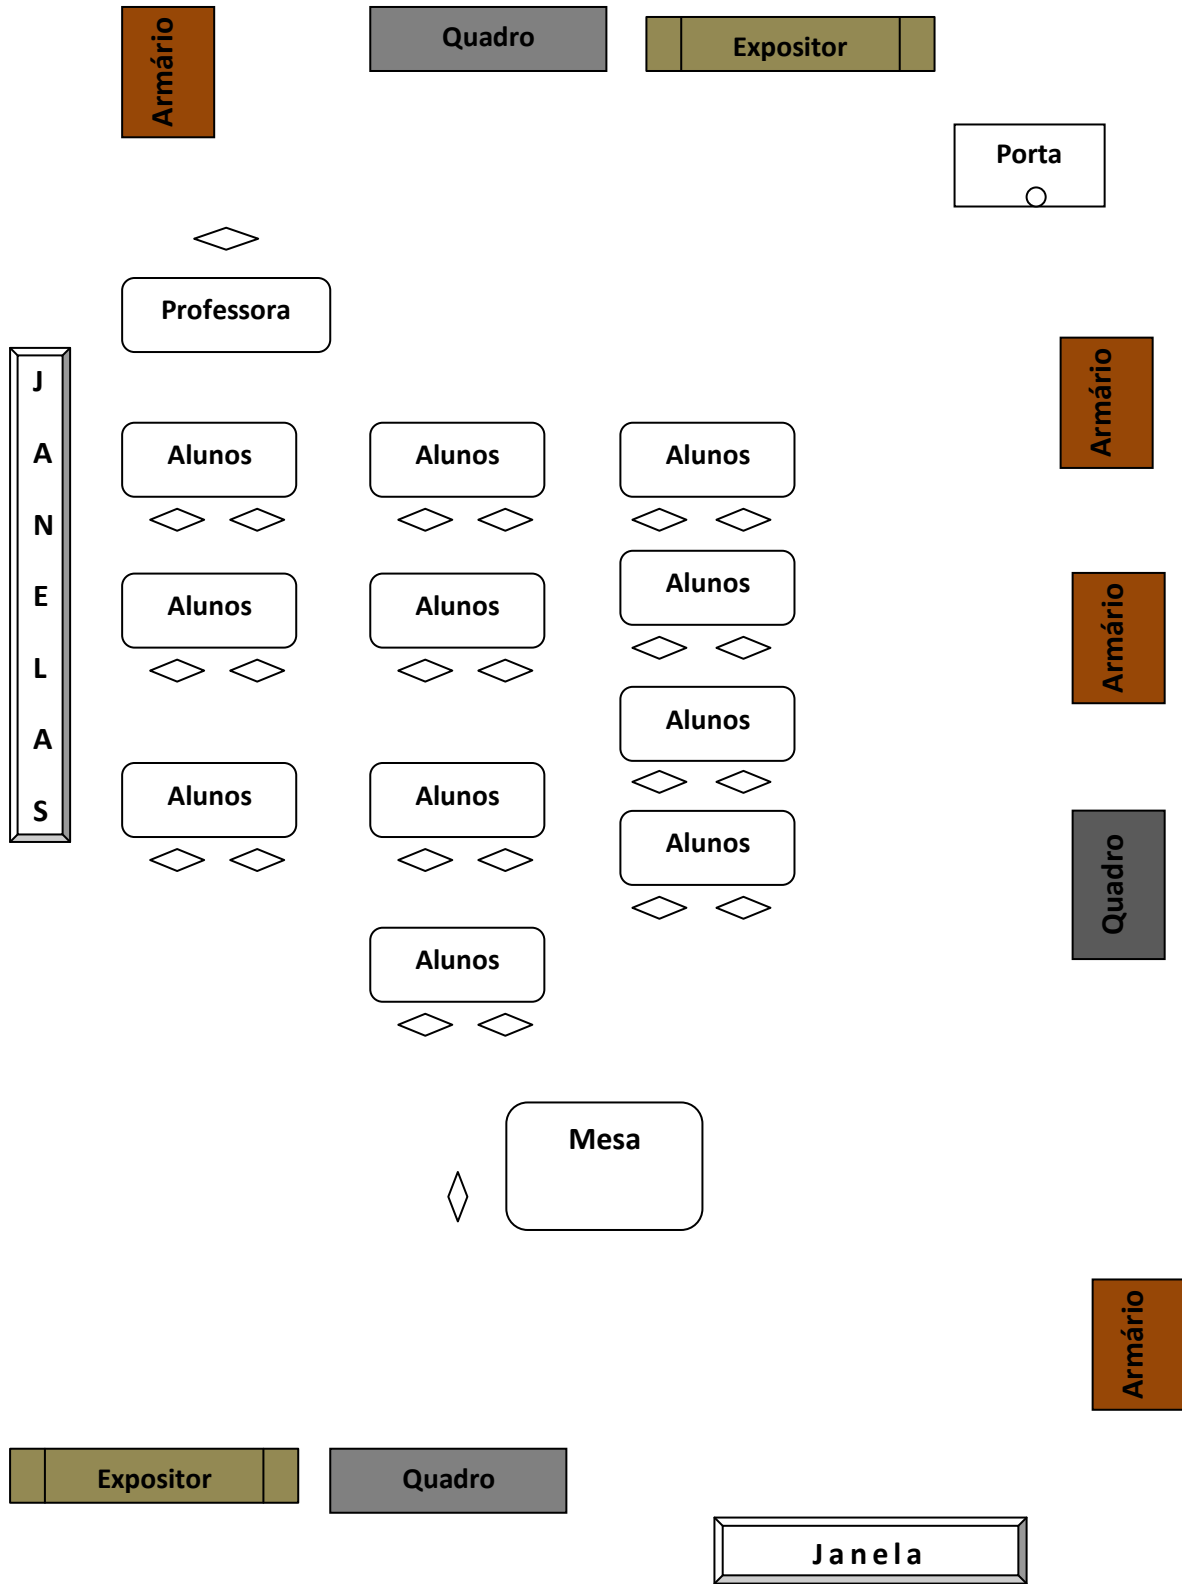 Armário
Quadro
Expositor
Porta
Professora
JANELAS
Armário
Alunos
Alunos
Alunos
Alunos
Alunos
Alunos
Armário
Alunos
Alunos
Alunos
Alunos
Quadro
Alunos
Mesa
Armário
Expositor
Quadro
Janela